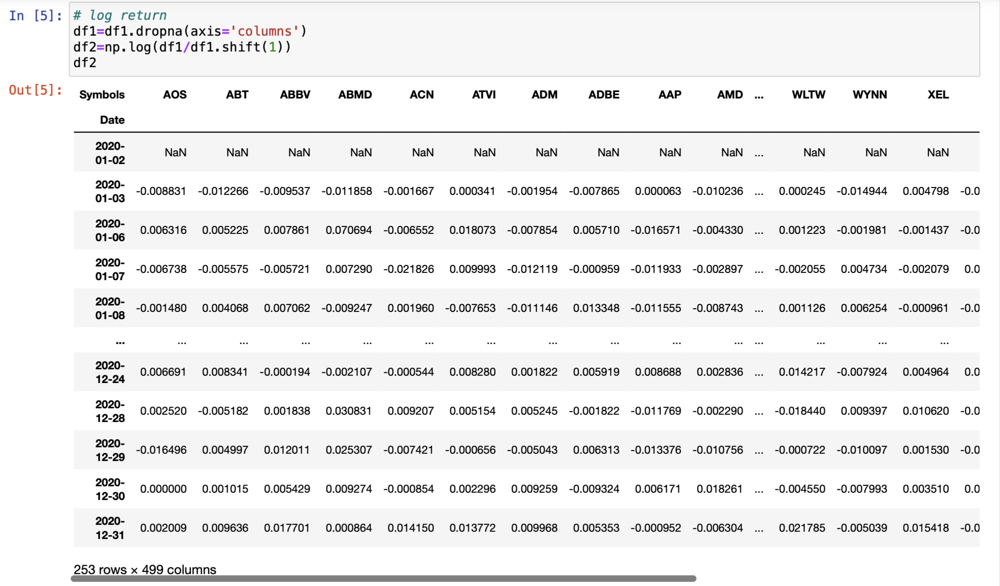 In [5]: # log return
df1=df1.dropna(axis='columns')
df2=np.log(df1/df1.shift(1))
df2
Out[5]:
Symbols AOS ABT ABBV ABMD ACN ATVI ADM ADBE AAP AMD ... WLTW WYNN XEL
Date
2020-01-02 NaN NaN NaN NaN NaN NaN NaN NaN NaN NaN ... NaN NaN NaN
2020-01-03 -0.008831 -0.012266 -0.009537 -0.011858 -0.001667 0.000341 -0.001954 -0.007865 0.000063 -0.010236 ... 0.000245 -0.014944 0.004798 -0.0
2020-01-06 0.006316 0.005225 0.007861 0.070694 -0.006552 0.018073 -0.007854 0.005710 -0.016571 -0.004330 ... 0.001223 -0.001981 -0.001437 -0.0
2020-01-07 -0.006738 -0.005575 -0.005721 0.007290 -0.021826 0.009993 -0.012119 -0.000959 -0.011933 -0.002897 ... -0.002055 0.004734 -0.002079 0.0
2020-01-08 -0.001480 0.004068 0.007062 -0.009247 0.001960 -0.007653 -0.011146 0.013348 -0.011555 -0.008743 ... 0.001126 0.006254 -0.000961 -0.0
... ... ... ... ... ... ... ... ... ... ... ... ... ... ...
2020-12-24 0.006691 0.008341 -0.000194 -0.002107 -0.000544 0.008280 0.001822 0.005919 0.008688 0.002836 ... 0.014217 -0.007924 0.004964 0.0
2020-12-28 0.002520 -0.005182 0.001838 0.030831 0.009207 0.005154 0.005245 -0.001822 -0.011769 -0.002290 ... -0.018440 0.009397 0.010620 -0.0
2020-12-29 -0.016496 0.004997 0.012011 0.025307 -0.007421 -0.000656 -0.005043 0.006313 -0.013376 -0.010756 ... -0.000722 -0.010097 0.001530 -0.0
2020-12-30 0.000000 0.001015 0.005429 0.009274 -0.000854 0.002296 0.009259 -0.009324 0.006171 0.018261 ... -0.004550 -0.007993 0.003510 0.0
2020-12-31 0.002009 0.009636 0.017701 0.000864 0.014150 0.013772 0.009968 0.005353 -0.000952 -0.006304 ... 0.021785 -0.005039 0.015418 -0.0
253 rows × 499 columns